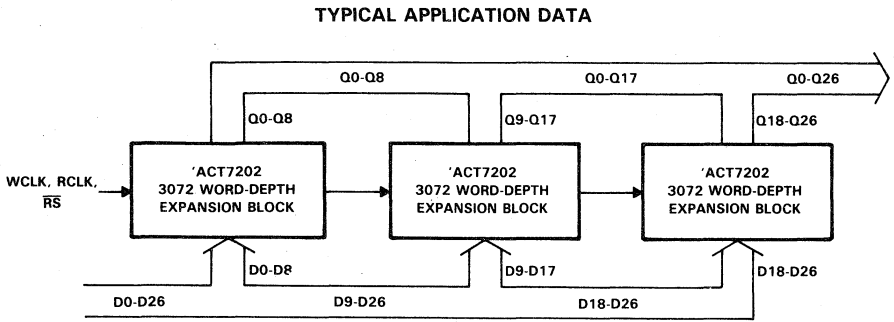 TYPICAL APPLICATION DATA
Q0-Q8
Q0-Q17
Q0-Q26
Q0-Q8
Q9-Q17
Q18-Q26
WCLK, RCLK,
RS
'ACT7202
3072 WORD-DEPTH
EXPANSION BLOCK
'ACT7202
3072 WORD-DEPTH
EXPANSION BLOCK
'ACT7202
3072 WORD-DEPTH
EXPANSION BLOCK
D0-D8
D9-D17
D18-D26
D0-D26
D9-D26
D18-D26